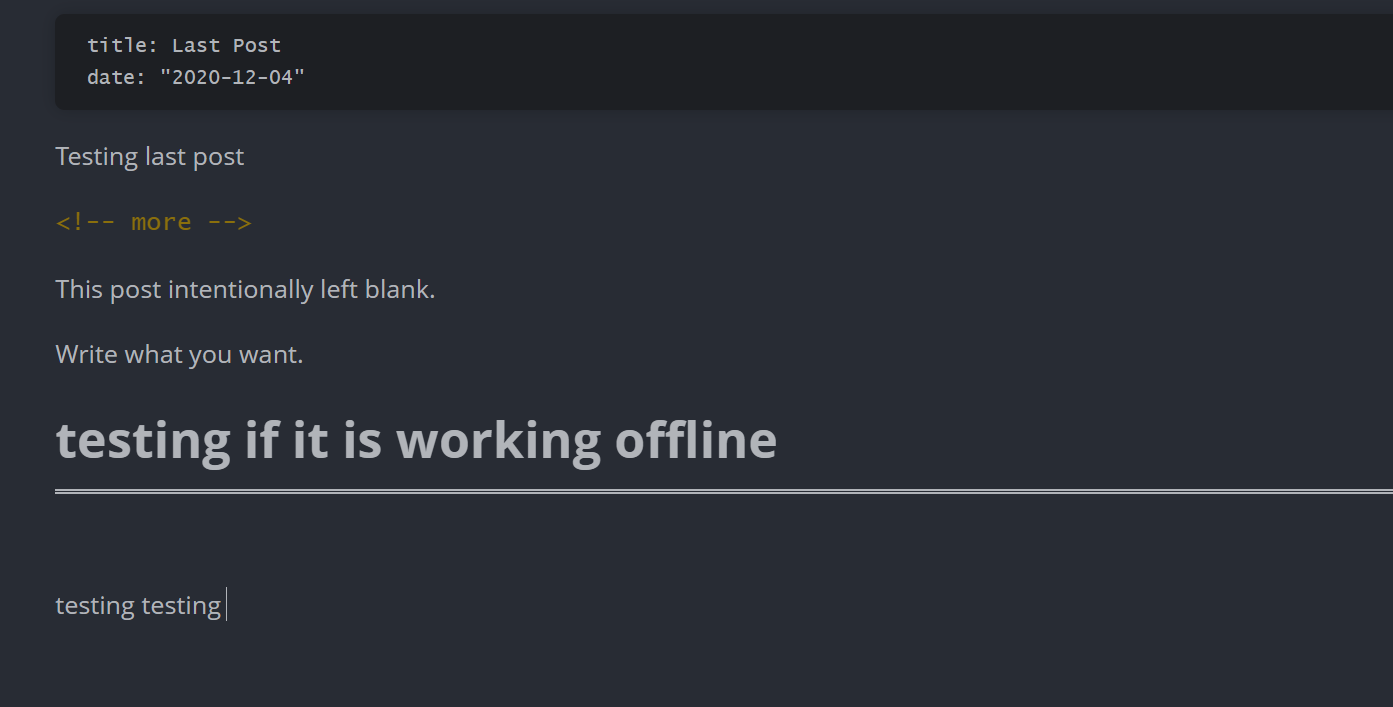 title: Last Post
date: "2020-12-04"
Testing last post
<!-- more -->
This post intentionally left blank.
Write what you want.
testing if it is working offline
testing testing